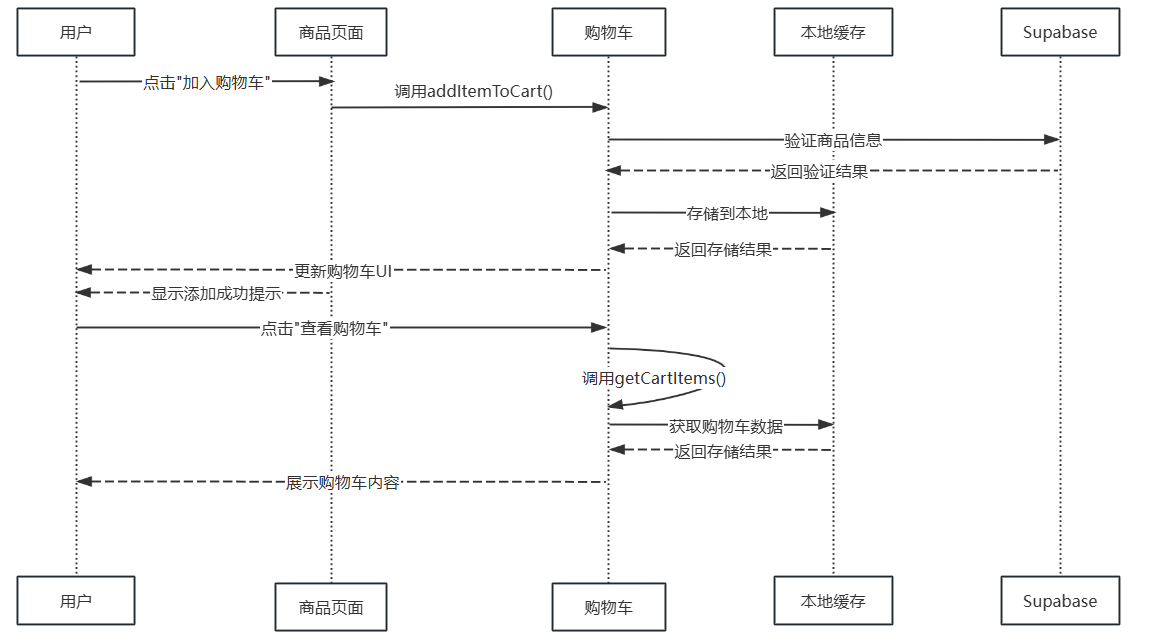 用户
商品页面
购物车
本地缓存
Supabase
点击"加入购物车"
调用addItemToCart()
验证商品信息
返回验证结果
存储到本地
返回存储结果
更新购物车UI
显示添加成功提示
点击"查看购物车"
调用getCartItems()
获取购物车数据
返回存储结果
展示购物车内容
用户
商品页面
购物车
本地缓存
Supabase